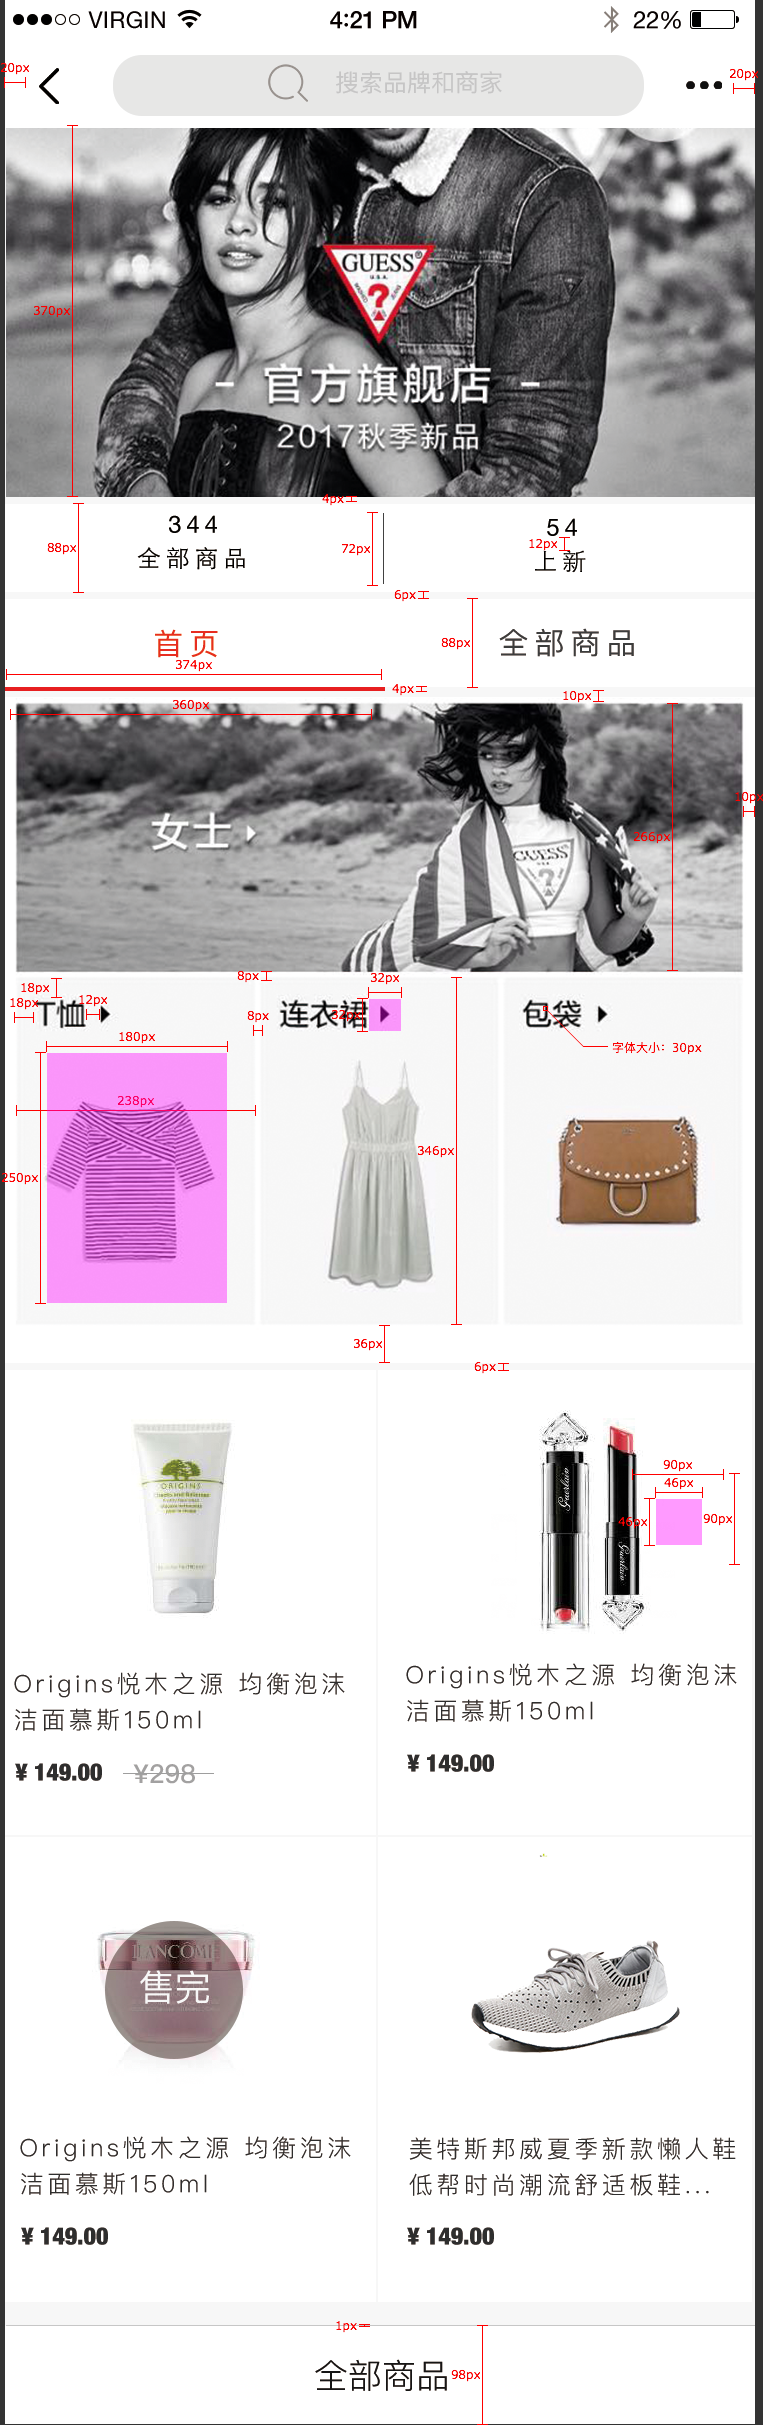 VIRGIN 4:21 PM 22%
20px 搜索品牌和商家 20px
GUESS
U.S.A.
?
WASHED JEANS
370px
- 官方旗舰店 -
2017秋季新品
4px
344 54
88px 72px 12px
全部商品 上新
6px
首页 88px 全部商品
374px
4px 10px
360px
10px
女士 266px
GUESS
?
8px 32px
18px
18px 12px 8px
T恤 连衣裙 32px 包袋
180px 字体大小：30px
238px
250px 346px
36px
6px
ORIGINS
Checks and Balances
90px
46px
46px 90px
Guerlain
Guerlain
Origins悦木之源 均衡泡沫
洁面慕斯150ml
¥ 149.00 ¥298
Origins悦木之源 均衡泡沫
洁面慕斯150ml
¥ 149.00
LANCÔME
售完
Origins悦木之源 均衡泡沫
洁面慕斯150ml
¥ 149.00
美特斯邦威夏季新款懒人鞋
低帮时尚潮流舒适板鞋...
¥ 149.00
1px
全部商品 98px